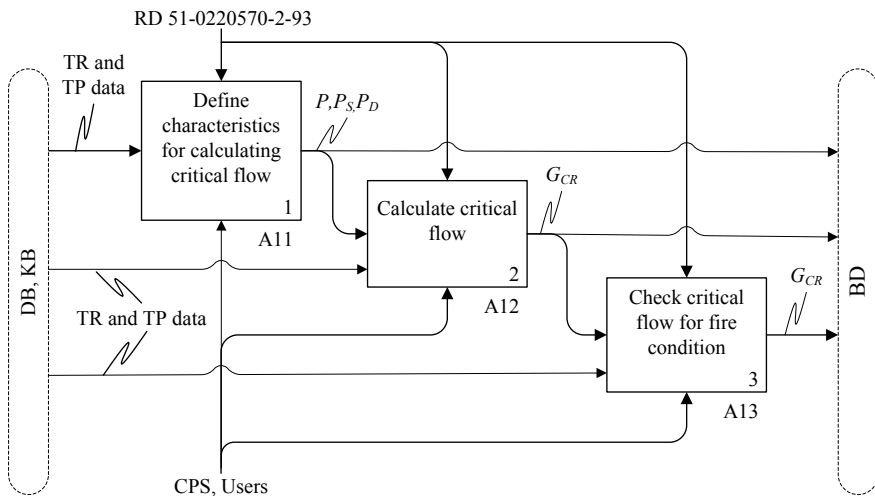 RD 51-0220570-2-93
TR and
TP data
Define
characteristics
for calculating
critical flow
1
A11
P,P_S,P_D
Calculate critical
flow
2
A12
G_CR
Check critical
flow for fire
condition
3
A13
G_CR
DB, KB
TR and TP data
BD
CPS, Users